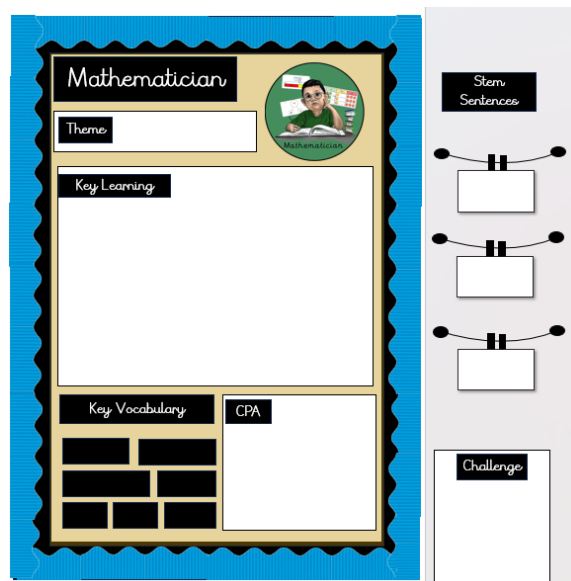 Mathematician
Theme
Mathematician
Key Learning
Key Vocabulary
CPA
Stem
Sentences
Challenge